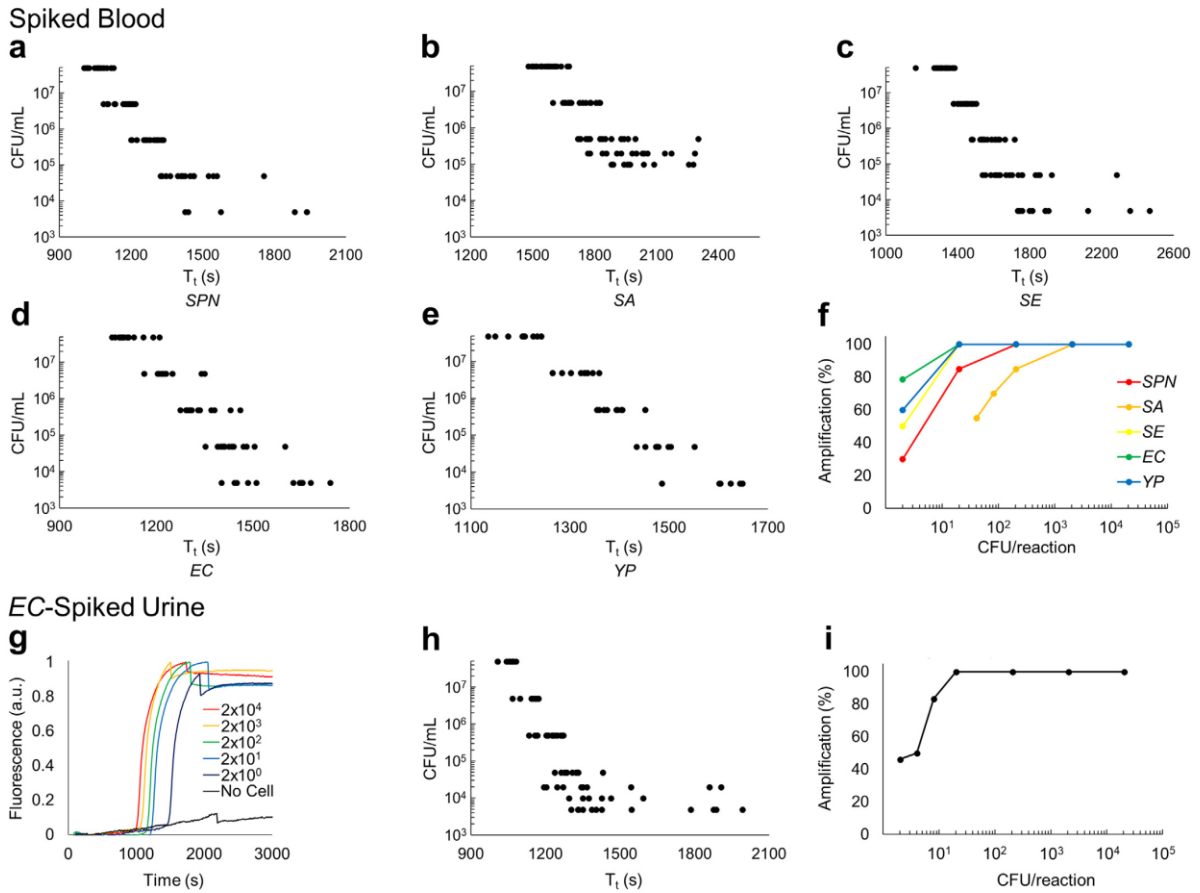 Spiked Blood
a
CFU/mL
10⁷
10⁶
10⁵
10⁴
10³
900 1200 1500 1800 2100
Tₜ (s)
SPN
b
CFU/mL
10⁷
10⁶
10⁵
10⁴
10³
1200 1500 1800 2100 2400
Tₜ (s)
SA
c
CFU/mL
10⁷
10⁶
10⁵
10⁴
10³
1000 1400 1800 2200 2600
Tₜ (s)
SE
d
CFU/mL
10⁷
10⁶
10⁵
10⁴
10³
900 1200 1500 1800
Tₜ (s)
EC
e
CFU/mL
10⁷
10⁶
10⁵
10⁴
10³
1100 1300 1500 1700
Tₜ (s)
YP
f
Amplification (%)
100
80
60
40
20
0
10¹ 10² 10³ 10⁴ 10⁵
CFU/reaction
SPN
SA
SE
EC
YP
EC-Spiked Urine
g
Fluorescence (a.u.)
1
0.8
0.6
0.4
0.2
0
0 1000 2000 3000
Time (s)
2x10⁴
2x10³
2x10²
2x10¹
2x10⁰
No Cell
h
CFU/mL
10⁷
10⁶
10⁵
10⁴
10³
900 1200 1500 1800 2100
Tₜ (s)
i
Amplification (%)
100
80
60
40
20
0
10¹ 10² 10³ 10⁴ 10⁵
CFU/reaction